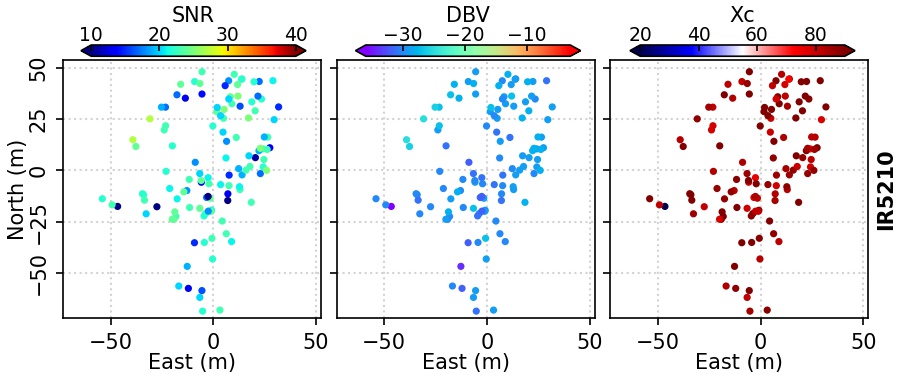 SNR DBV Xc
10 20 30 40 −30 −20 −10 20 40 60 80
50
25
0
−25
−50
North (m)
−50 0 50 −50 0 50 −50 0 50
East (m) East (m) East (m)
IR5210